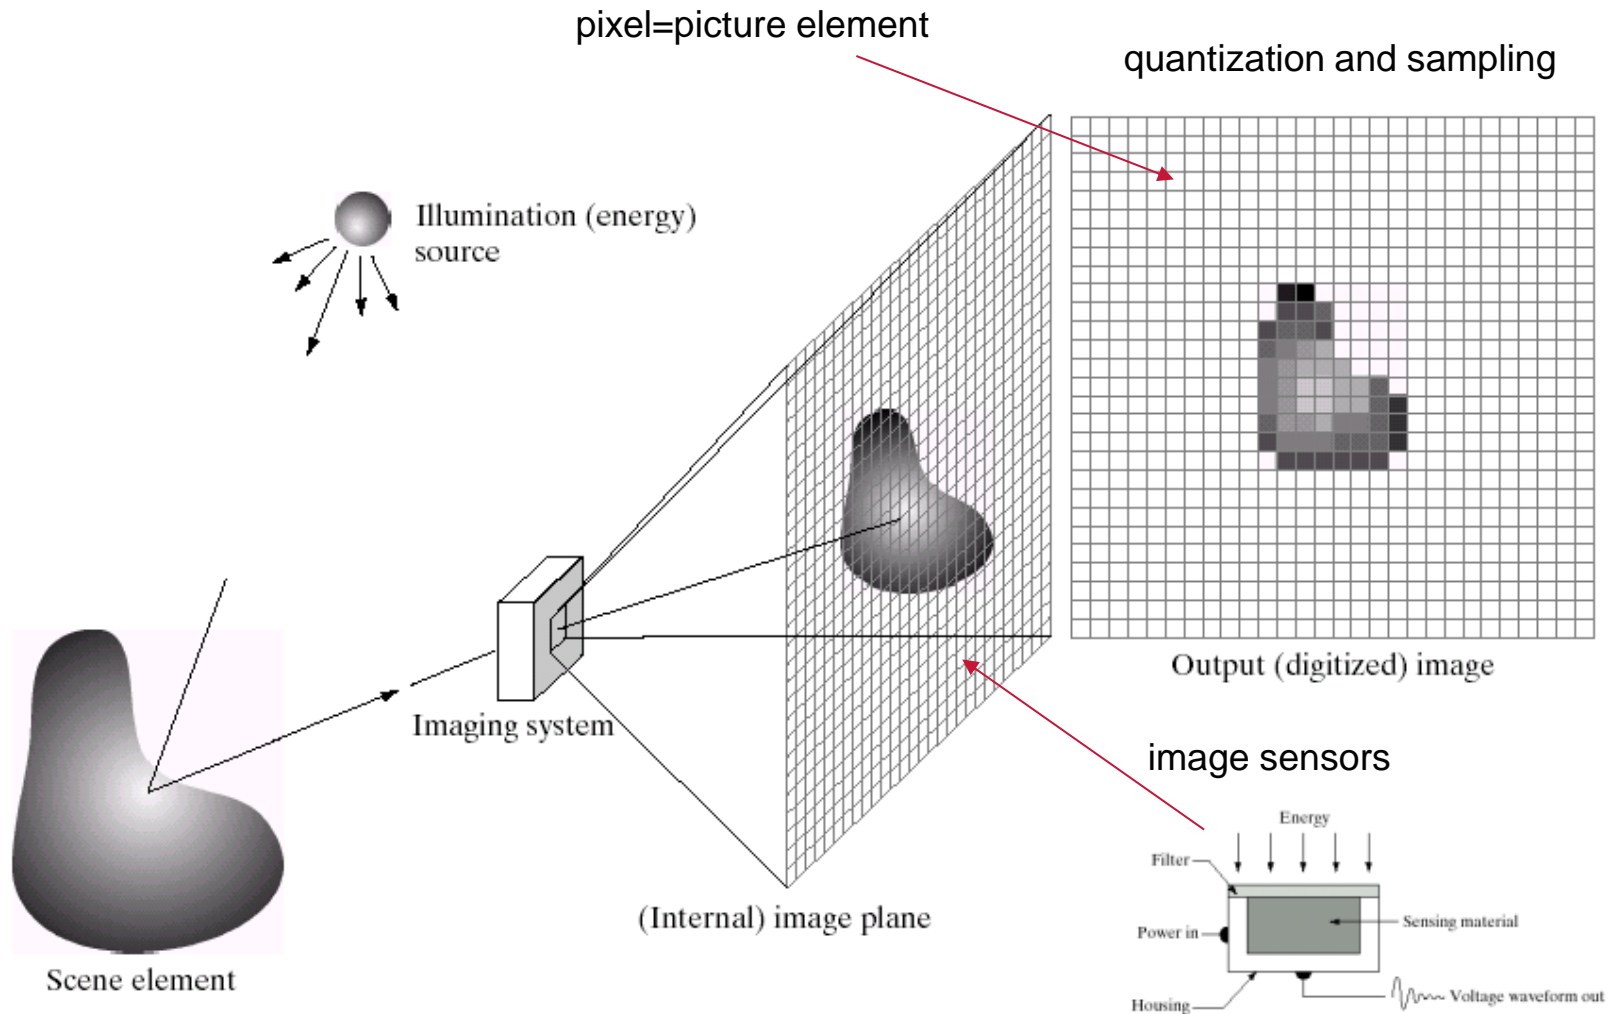 pixel=picture element
quantization and sampling
Illumination (energy)
source
Output (digitized) image
Imaging system
image sensors
Energy
Filter
(Internal) image plane
Sensing material
Power in
Scene element
Housing
Voltage waveform out